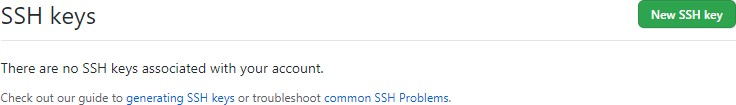 SSH keys
New SSH key
There are no SSH keys associated with your account.
Check out our guide to generating SSH keys or troubleshoot common SSH Problems.